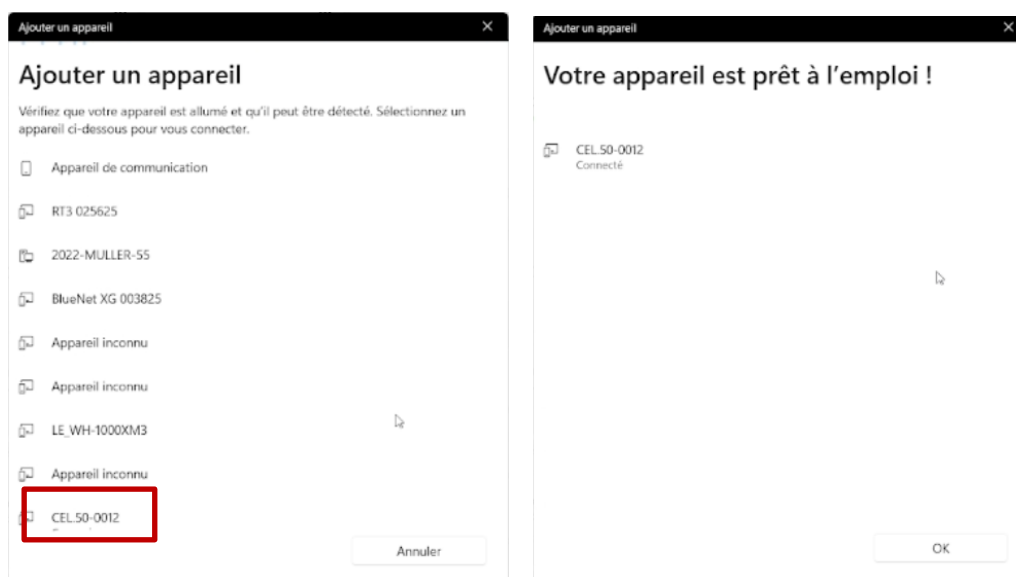 Ajouter un appareil
Ajouter un appareil
Vérifiez que votre appareil est allumé et qu'il peut être détecté. Sélectionnez un
appareil ci-dessous pour vous connecter.
Appareil de communication
RT3 025625
2022-MULLER-55
BlueNet XG 003825
Appareil inconnu
Appareil inconnu
LE_WH-1000XM3
Appareil inconnu
CEL.50-0012
Annuler
Ajouter un appareil
Votre appareil est prêt à l'emploi !
CEL.50-0012
Connecté
OK